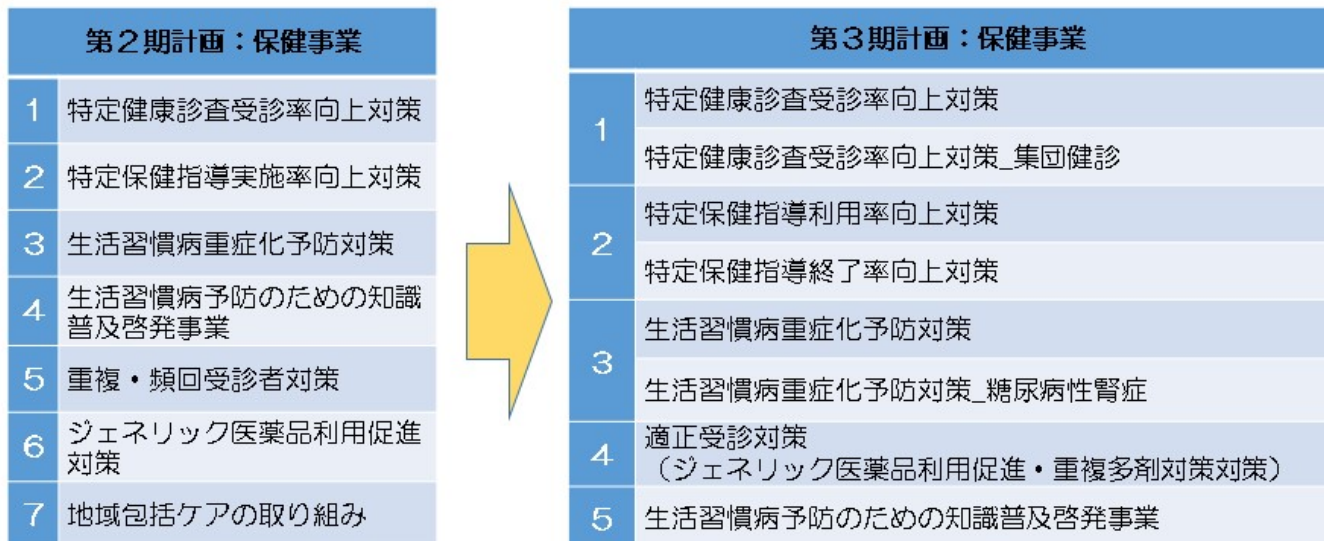 第２期計画：保健事業
1 特定健康診査受診率向上対策
2 特定保健指導実施率向上対策
3 生活習慣病重症化予防対策
4 生活習慣病予防のための知識
普及啓発事業
5 重複・頻回受診者対策
6 ジェネリック医薬品利用促進
対策
7 地域包括ケアの取り組み
第３期計画：保健事業
1 特定健康診査受診率向上対策
特定健康診査受診率向上対策_集団健診
2 特定保健指導利用率向上対策
特定保健指導終了率向上対策
3 生活習慣病重症化予防対策
生活習慣病重症化予防対策_糖尿病性腎症
4 適正受診対策
（ジェネリック医薬品利用促進・重複多剤対策対策）
5 生活習慣病予防のための知識普及啓発事業